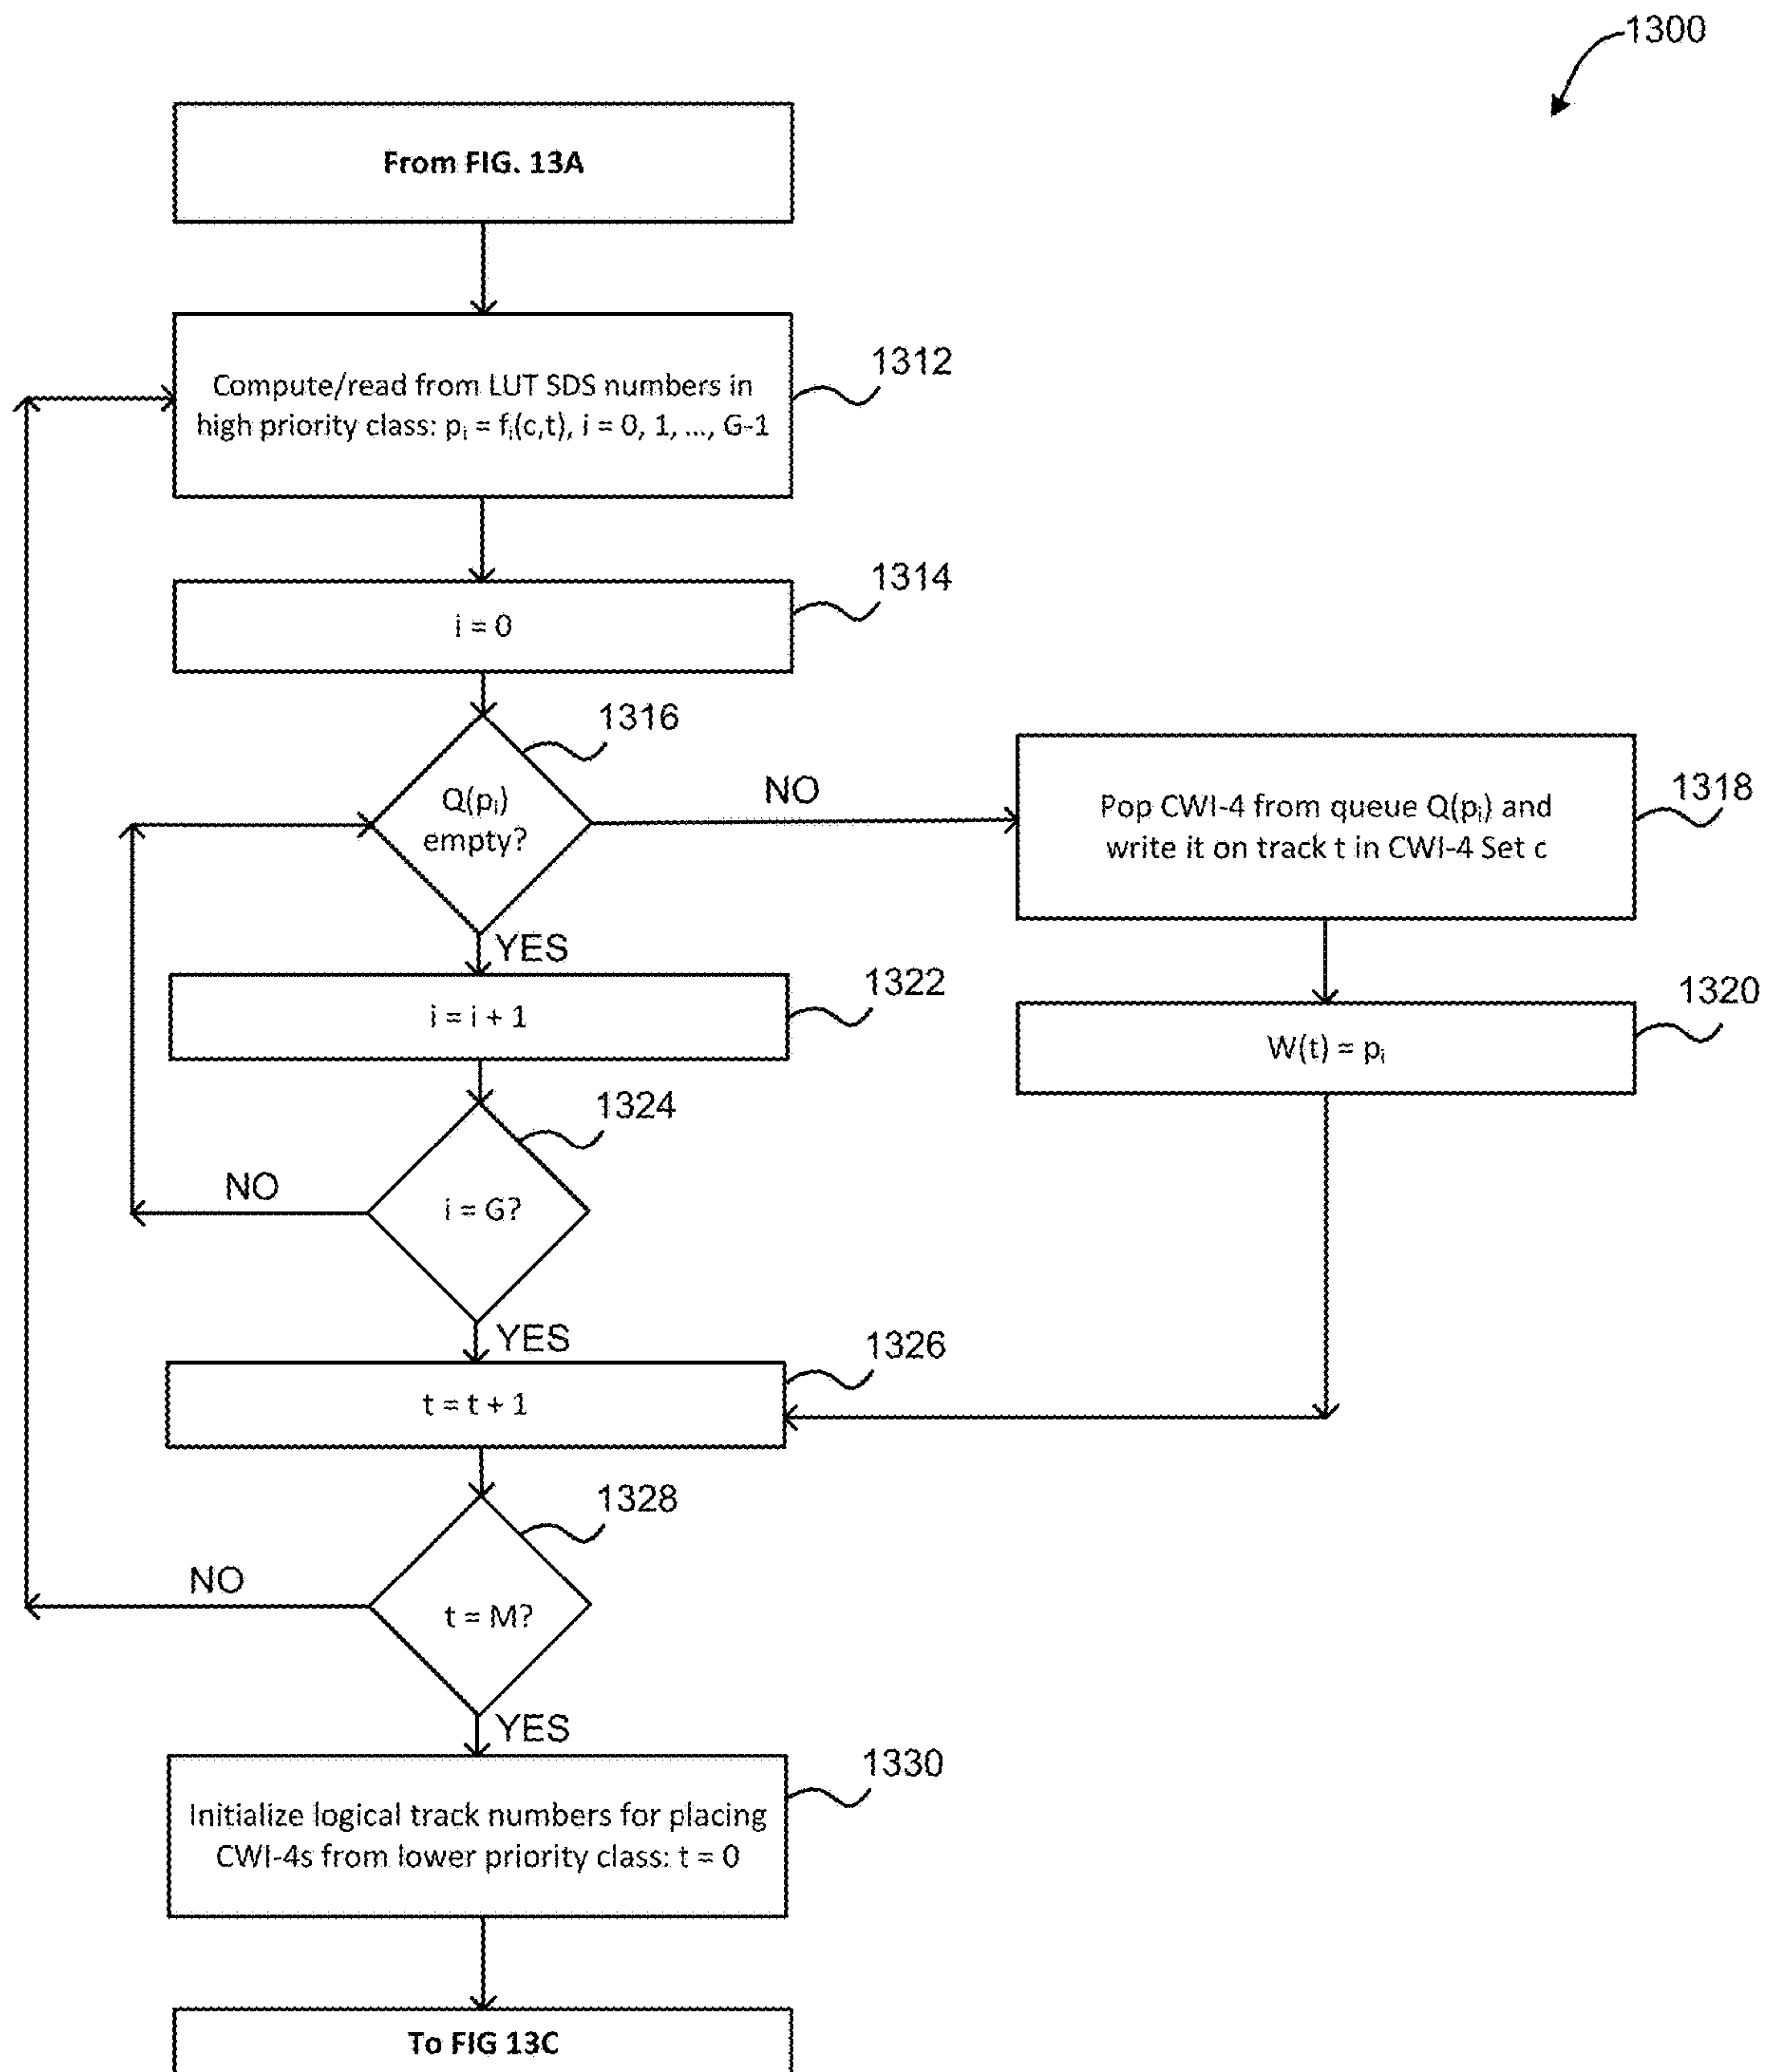 1300
From FIG. 13A
Compute/read from LUT SDS numbers in
high priority class: pᵢ = fᵢ(c,t), i = 0, 1, ..., G-1
1312
i = 0
1314
Q(pᵢ)
empty?
1316
NO
Pop CWI-4 from queue Q(pᵢ) and
write it on track t in CWI-4 Set c
1318
YES
i = i + 1
1322
W(t) = pᵢ
1320
i = G?
1324
NO
YES
t = t + 1
1326
t = M?
1328
NO
YES
Initialize logical track numbers for placing
CWI-4s from lower priority class: t = 0
1330
To FIG 13C